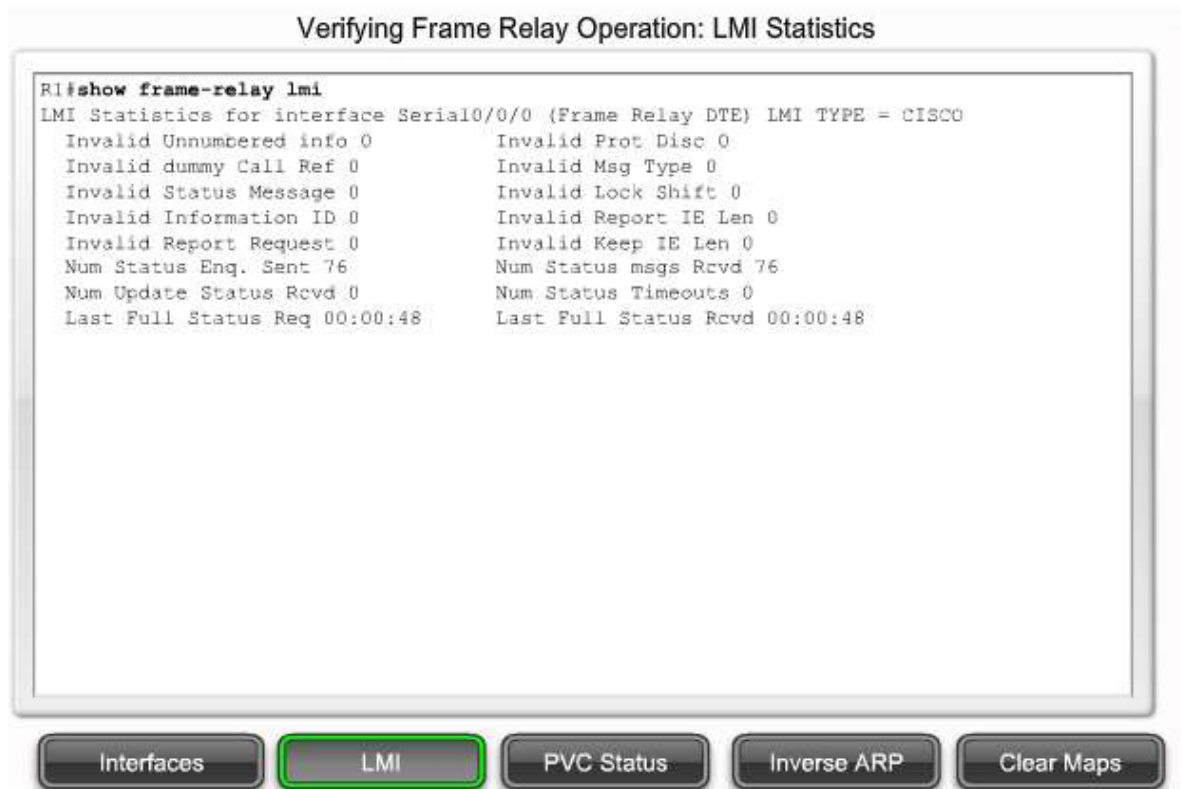 Verifying Frame Relay Operation: LMI Statistics
R1#show frame-relay lmi
LMI Statistics for interface Serial0/0/0 (Frame Relay DTE) LMI TYPE = CISCO
Invalid Unnumbered info 0 Invalid Prot Disc 0
Invalid dummy Call Ref 0 Invalid Msg Type 0
Invalid Status Message 0 Invalid Lock Shift 0
Invalid Information ID 0 Invalid Report IE Len 0
Invalid Report Request 0 Invalid Keep IE Len 0
Num Status Enq. Sent 76 Num Status msgs Rcvd 76
Num Update Status Rcvd 0 Num Status Timeouts 0
Last Full Status Req 00:00:48 Last Full Status Rcvd 00:00:48
Interfaces LMI PVC Status Inverse ARP Clear Maps